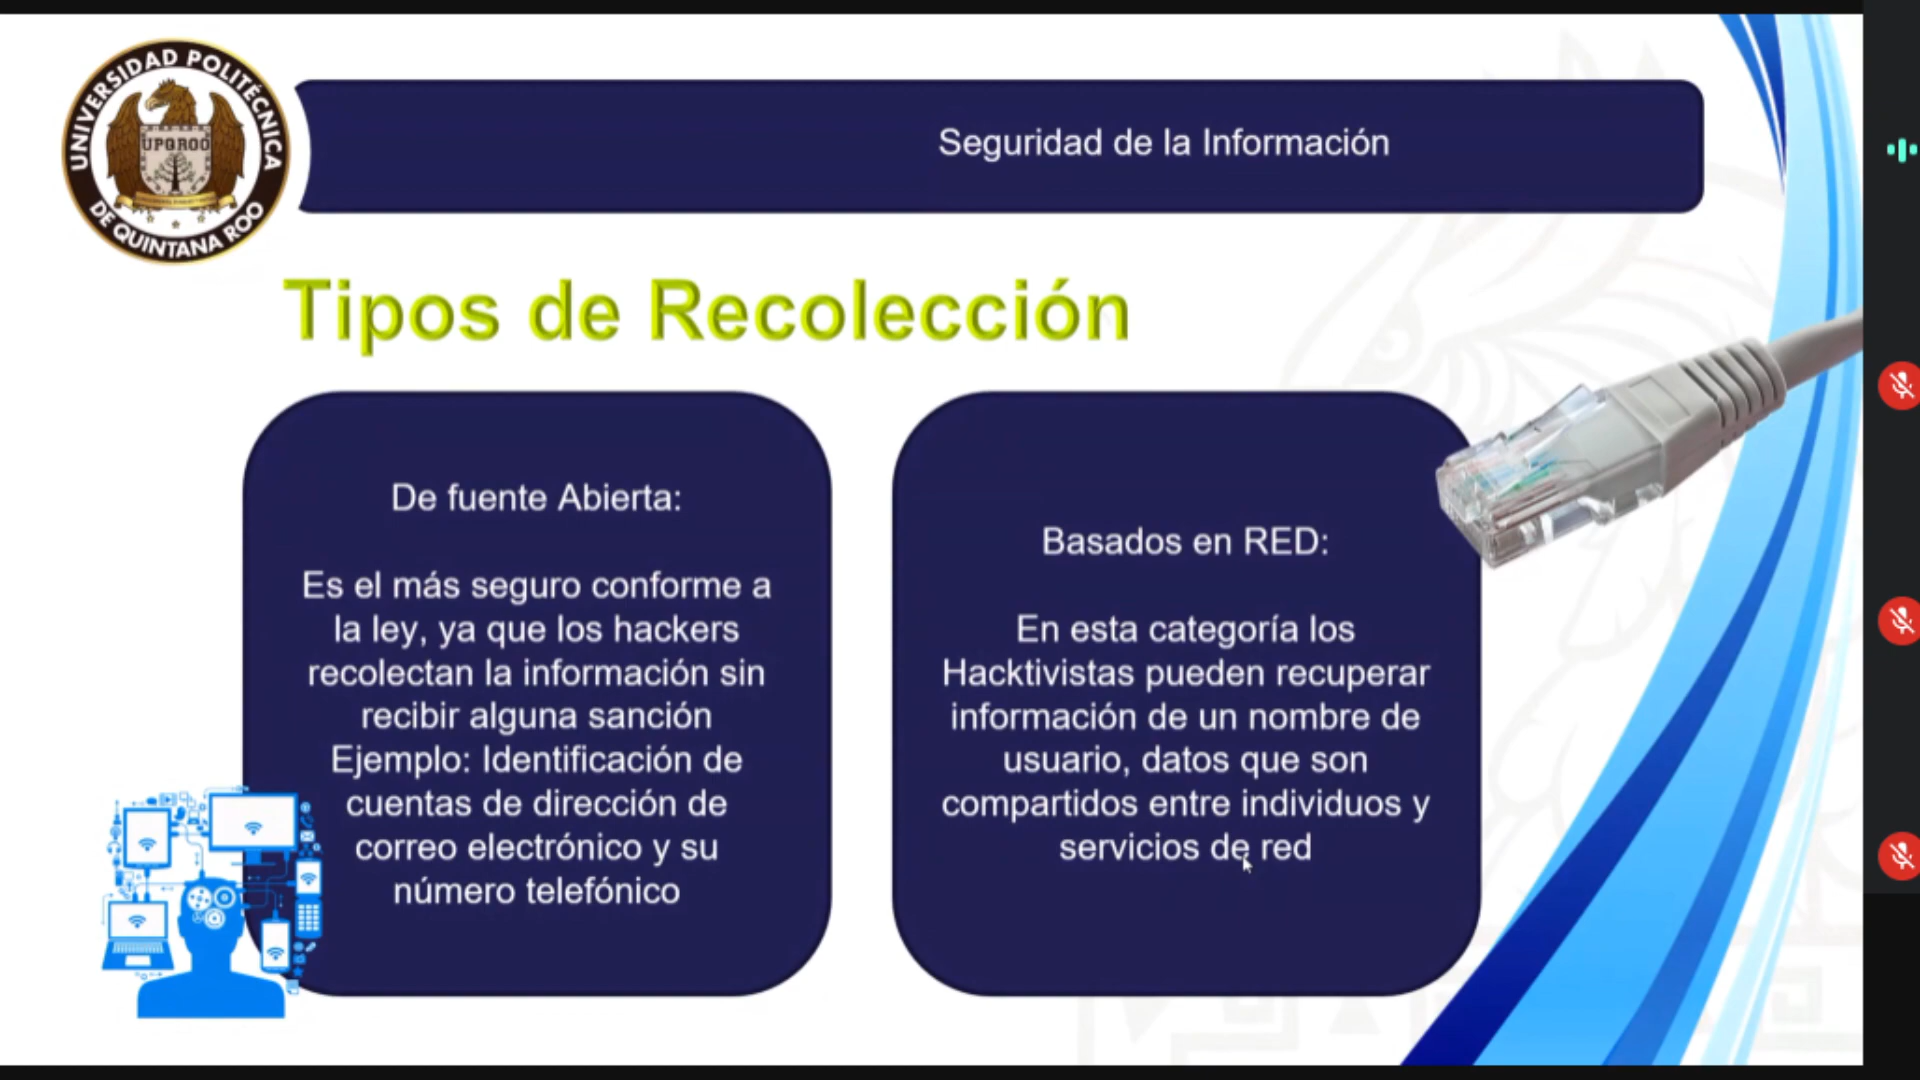 UNIVERSIDAD POLITÉCNICA
DE QUINTANA ROO
UPQROO
Seguridad de la Información
Tipos de Recolección
De fuente Abierta:
Es el más seguro conforme a
la ley, ya que los hackers
recolectan la información sin
recibir alguna sanción
Ejemplo: Identificación de
cuentas de dirección de
correo electrónico y su
número telefónico
Basados en RED:
En esta categoría los
Hacktivistas pueden recuperar
información de un nombre de
usuario, datos que son
compartidos entre individuos y
servicios de red